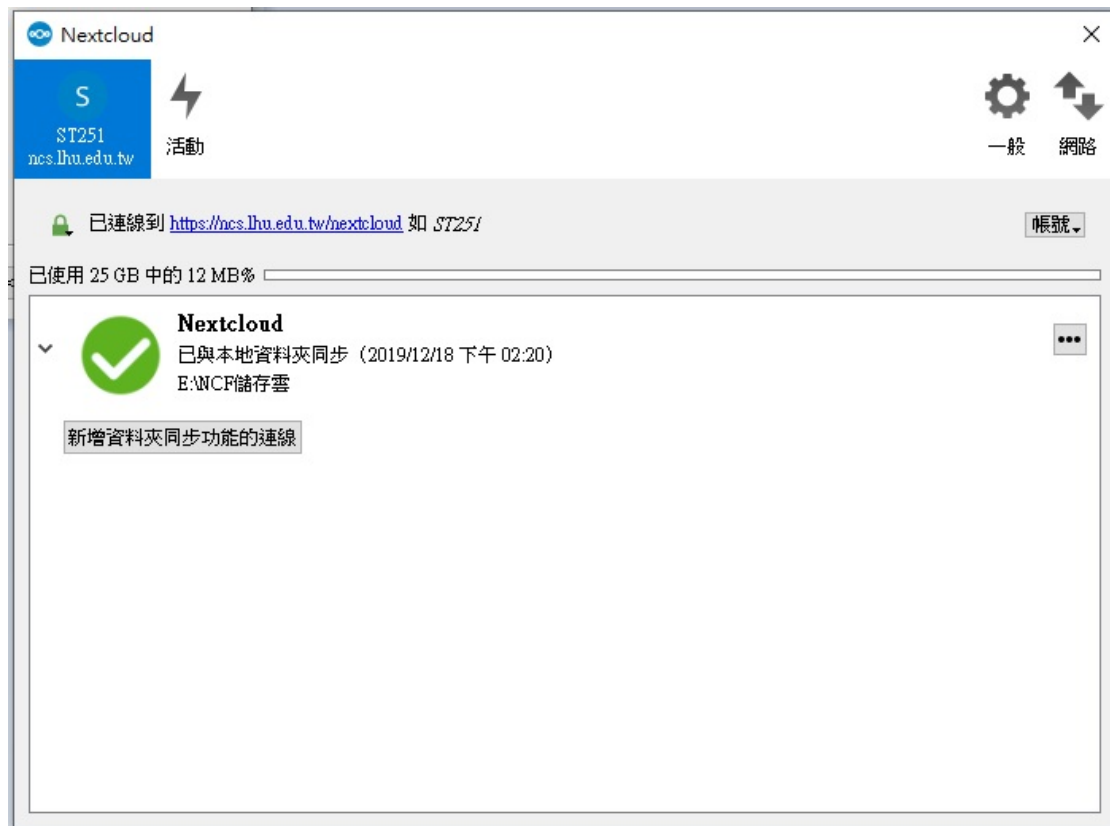 Nextcloud
S
ST251
ncs.lhu.edu.tw
活動
一般
網路
已連線到 https://ncs.lhu.edu.tw/nextcloud 如 ST251
帳號
已使用 25 GB 中的 12 MB%
Nextcloud
已與本地資料夾同步（2019/12/18 下午 02:20）
E:\NCF儲存雲
新增資料夾同步功能的連線